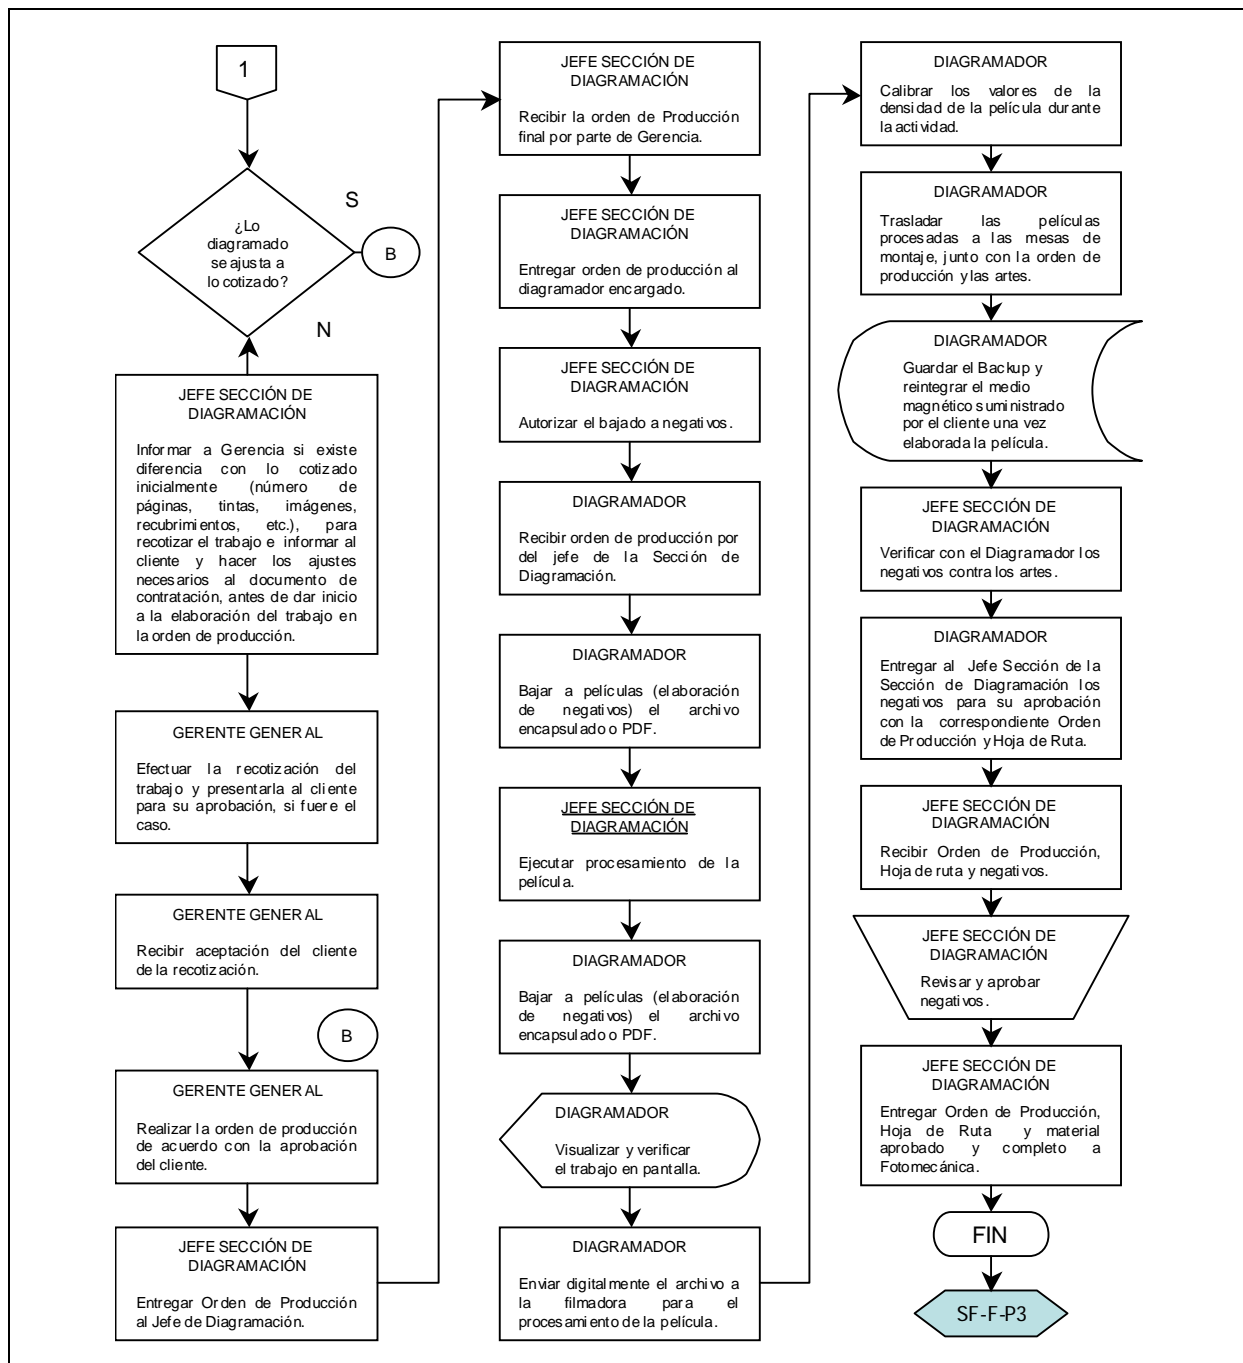 1
¿Lo
diagramado
se ajusta a
lo cotizado?
S
B
N
JEFE SECCIÓN DE
DIAGRAMACIÓN
Informar a Gerencia si existe
diferencia con lo cotizado
inicialmente (número de
páginas, tintas, imágenes,
recubrimientos, etc.), para
recotizar el trabajo e informar al
cliente y hacer los ajustes
necesarios al documento de
contratación, antes de dar inicio
a la elaboración del trabajo en
la orden de producción.
GERENTE GENERAL
Efectuar la recotización del
trabajo y presentarla al cliente
para su aprobación, si fuere el
caso.
GERENTE GENERAL
Recibir aceptación del cliente
de la recotización.
B
GERENTE GENERAL
Realizar la orden de producción
de acuerdo con la aprobación
del cliente.
JEFE SECCIÓN DE
DIAGRAMACIÓN
Entregar Orden de Producción
al Jefe de Diagramación.
JEFE SECCIÓN DE
DIAGRAMACIÓN
Recibir la orden de Producción
final por parte de Gerencia.
JEFE SECCIÓN DE
DIAGRAMACIÓN
Entregar orden de producción al
diagramador encargado.
JEFE SECCIÓN DE
DIAGRAMACIÓN
Autorizar el bajado a negativos.
DIAGRAMADOR
Recibir orden de producción por
del jefe de la Sección de
Diagramación.
DIAGRAMADOR
Bajar a películas (elaboración
de negativos) el archivo
encapsulado o PDF.
JEFE SECCIÓN DE
DIAGRAMACIÓN
Ejecutar procesamiento de la
película.
DIAGRAMADOR
Bajar a películas (elaboración
de negativos) el archivo
encapsulado o PDF.
DIAGRAMADOR
Visualizar y verificar
el trabajo en pantalla.
DIAGRAMADOR
Enviar digitalmente el archivo a
la filmadora para el
procesamiento de la película.
DIAGRAMADOR
Calibrar los valores de la
densidad de la película durante
la actividad.
DIAGRAMADOR
Trasladar las películas
procesadas a las mesas de
montaje, junto con la orden de
producción y las artes.
DIAGRAMADOR
Guardar el Backup y
reintegrar el medio
magnético suministrado
por el cliente una vez
elaborada la película.
JEFE SECCIÓN DE
DIAGRAMACIÓN
Verificar con el Diagramador los
negativos contra los artes.
DIAGRAMADOR
Entregar al Jefe Sección de la
Sección de Diagramación los
negativos para su aprobación
con la correspondiente Orden
de Producción y Hoja de Ruta.
JEFE SECCIÓN DE
DIAGRAMACIÓN
Recibir Orden de Producción,
Hoja de ruta y negativos.
JEFE SECCIÓN DE
DIAGRAMACIÓN
Revisar y aprobar
negativos.
JEFE SECCIÓN DE
DIAGRAMACIÓN
Entregar Orden de Producción,
Hoja de Ruta y material
aprobado y completo a
Fotomecánica.
FIN
SF-F-P3